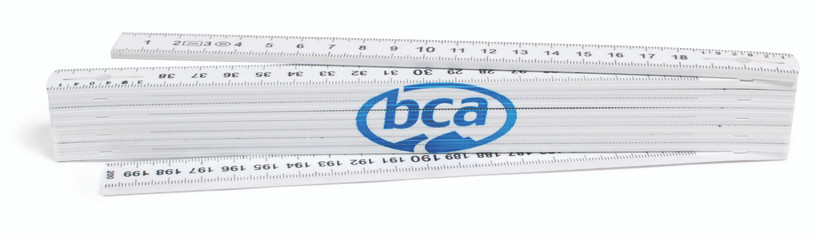 1 2 3 4 5 6 7 8 9 10 11 12 13 14 15 16 17 18
38 37 36 35 34 33 32 31 30 29 28
bca
200 199 198 197 196 195 194 193 192 191 190 189 188 187